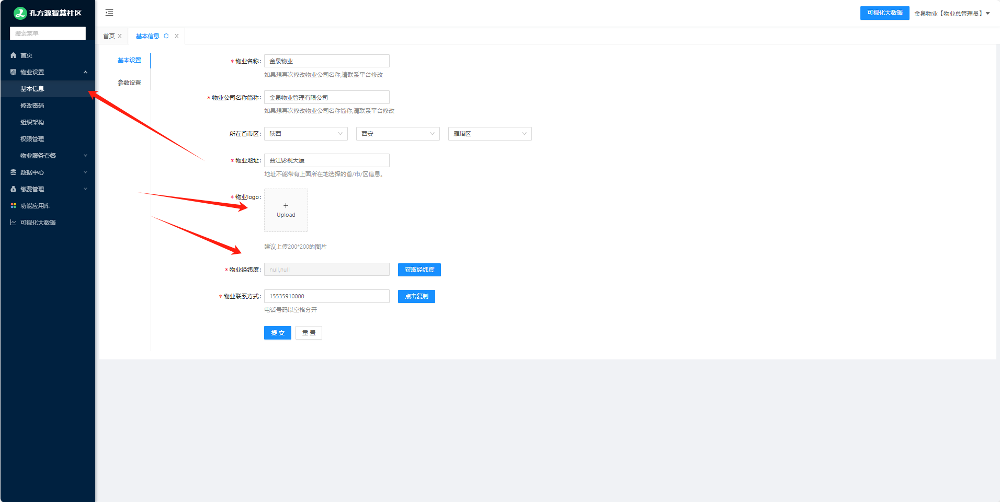 孔方源智慧社区
搜索菜单
首页
物业设置
基本信息
修改密码
组织架构
权限管理
物业服务套餐
数据中心
缴费管理
功能应用库
可视化大数据
可视化大数据
金泉物业【物业总管理员】
首页
基本信息
基本设置
参数设置
* 物业名称: 金泉物业
如果想再次修改物业公司名称,请联系平台修改
* 物业公司名称简称: 金泉物业管理有限公司
如果想再次修改物业公司名称简称,请联系平台修改
所在省市区: 陕西 西安 雁塔区
* 物业地址: 曲江影视大厦
地址不能带有上面所在地选择的首/市/区信息。
* 物业logo:
Upload
建议上传200*200的图片
* 物业经纬度: null,null 获取经纬度
* 物业联系方式: 15535910000 点击复制
电话号码以空格分开
提 交 重 置